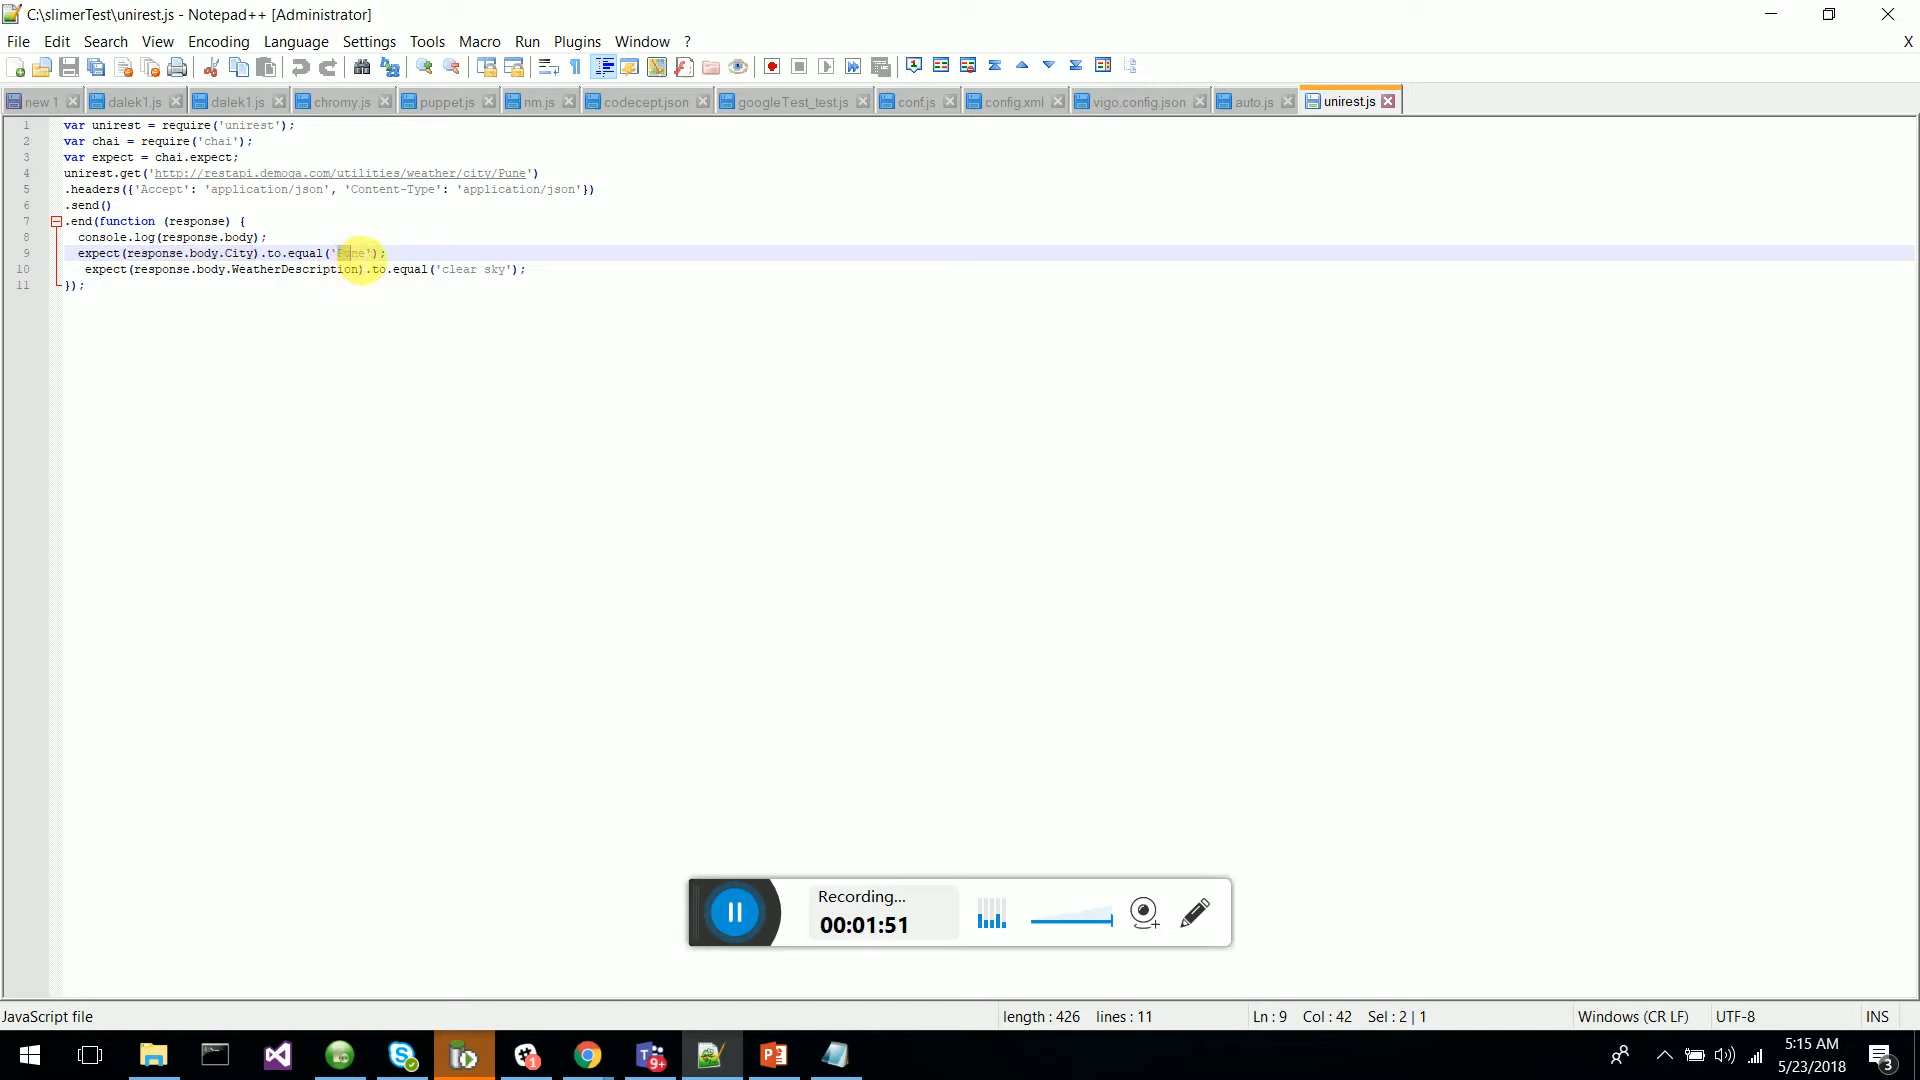 C:\slimerTest\unirest.js - Notepad++ [Administrator]
File Edit Search View Encoding Language Settings Tools Macro Run Plugins Window ? X
new 1 dalek1.js dalek1.js chromy.js puppet.js nm.js codecept.json googleTest_test.js conf.js config.xml vigo.config.json auto.js unirest.js
1 var unirest = require('unirest');
2 var chai = require('chai');
3 var expect = chai.expect;
4 unirest.get('http://restapi.demoqa.com/utilities/weather/city/Pune')
5 .headers({'Accept': 'application/json', 'Content-Type': 'application/json'})
6 .send()
7 .end(function (response) {
8 console.log(response.body);
9 expect(response.body.City).to.equal('Pune');
10 expect(response.body.WeatherDescription).to.equal('clear sky');
11 });
Recording...
00:01:51
JavaScript file length : 426 lines : 11 Ln : 9 Col : 42 Sel : 2 | 1 Windows (CR LF) UTF-8 INS
5:15 AM
5/23/2018
1
9+
3